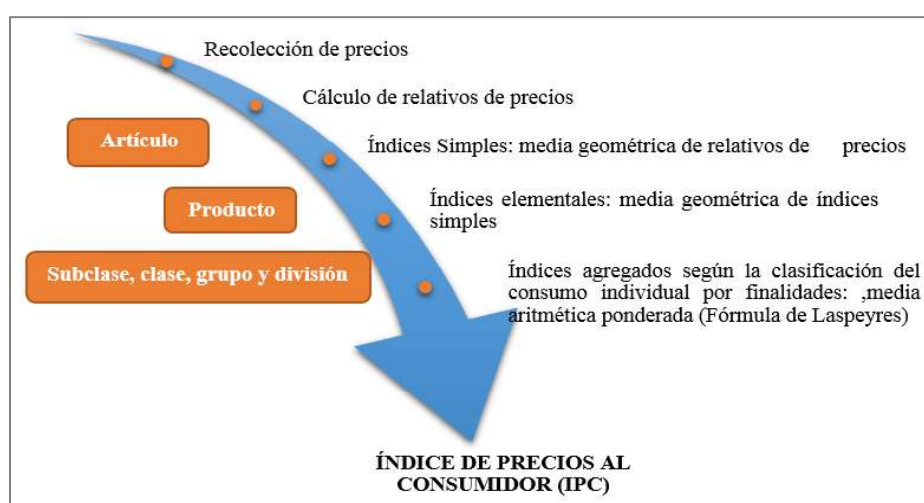 Recolección de precios
Cálculo de relativos de precios
Artículo
Índices Simples: media geométrica de relativos de precios
Producto
Índices elementales: media geométrica de índices
simples
Subclase, clase, grupo y división
Índices agregados según la clasificación del
consumo individual por finalidades: ,media
aritmética ponderada (Fórmula de Laspeyres)
ÍNDICE DE PRECIOS AL
CONSUMIDOR (IPC)